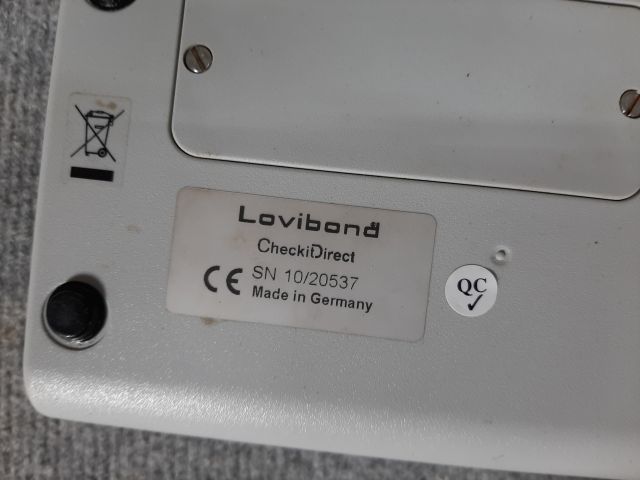 Lovibond
CheckitDirect
CE SN 10/20537
Made in Germany
QC